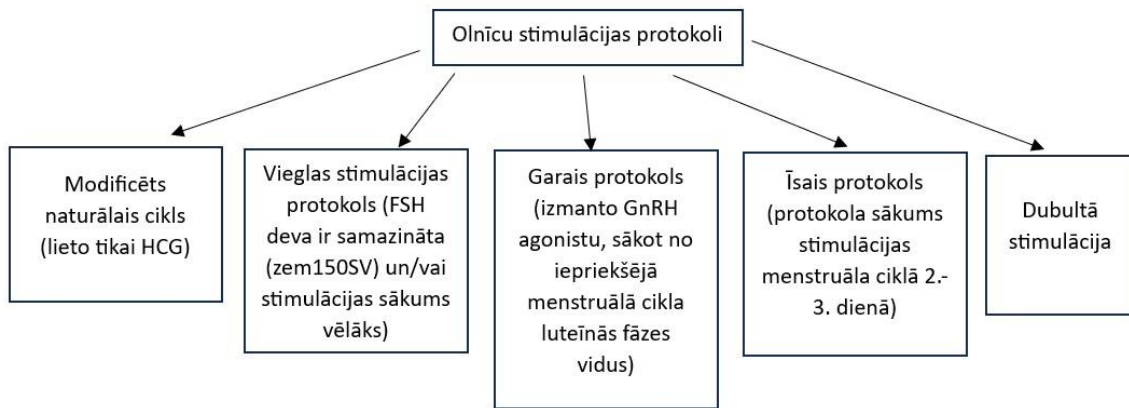 Olnīcu stimulācijas protokoli
Modificēts
naturālais cikls
(lieto tikai HCG)
Vieglas stimulācijas
protokols (FSH
deva ir samazināta
(zem150SV) un/vai
stimulācijas sākums
vēlāks)
Garais protokols
(izmanto GnRH
agonistu, sākot no
iepriekšējā
menstruālā cikla
luteīnās fāzes
vidus)
Īsais protokols
(protokola sākums
stimulācijas
menstruāla ciklā 2.-
3. dienā)
Dubultā
stimulācija